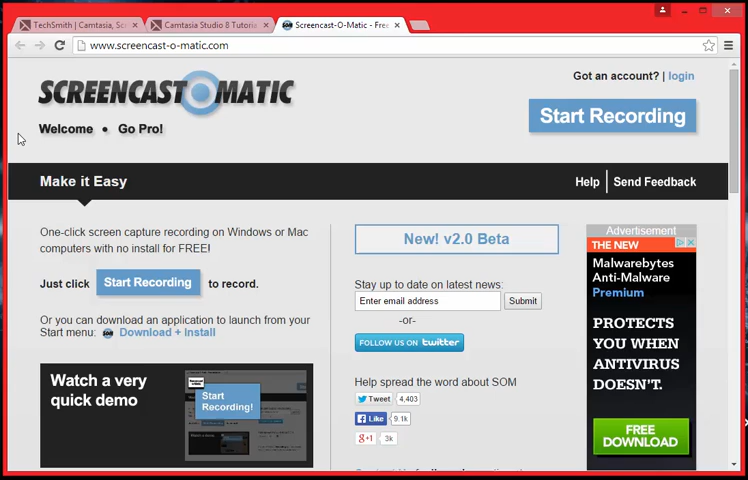 TechSmith | Camtasia, Sc
Camtasia Studio 8 Tutoria
Screencast-O-Matic - Free
www.screencast-o-matic.com
SCREENCAST O MATIC
Got an account? | login
Start Recording
Welcome • Go Pro!
Make it Easy
Help
Send Feedback
One-click screen capture recording on Windows or Mac
computers with no install for FREE!
Just click Start Recording to record.
Or you can download an application to launch from your
Start menu: Download + Install
Watch a very
quick demo
Start
Recording!
New! v2.0 Beta
Stay up to date on latest news:
Enter email address
Submit
-or-
FOLLOW US ON twitter
Help spread the word about SOM
Tweet 4,403
Like 9.1k
g+1 3k
Advertisement
THE NEW
Malwarebytes
Anti-Malware
Premium
PROTECTS
YOU WHEN
ANTIVIRUS
DOESN'T.
FREE
DOWNLOAD